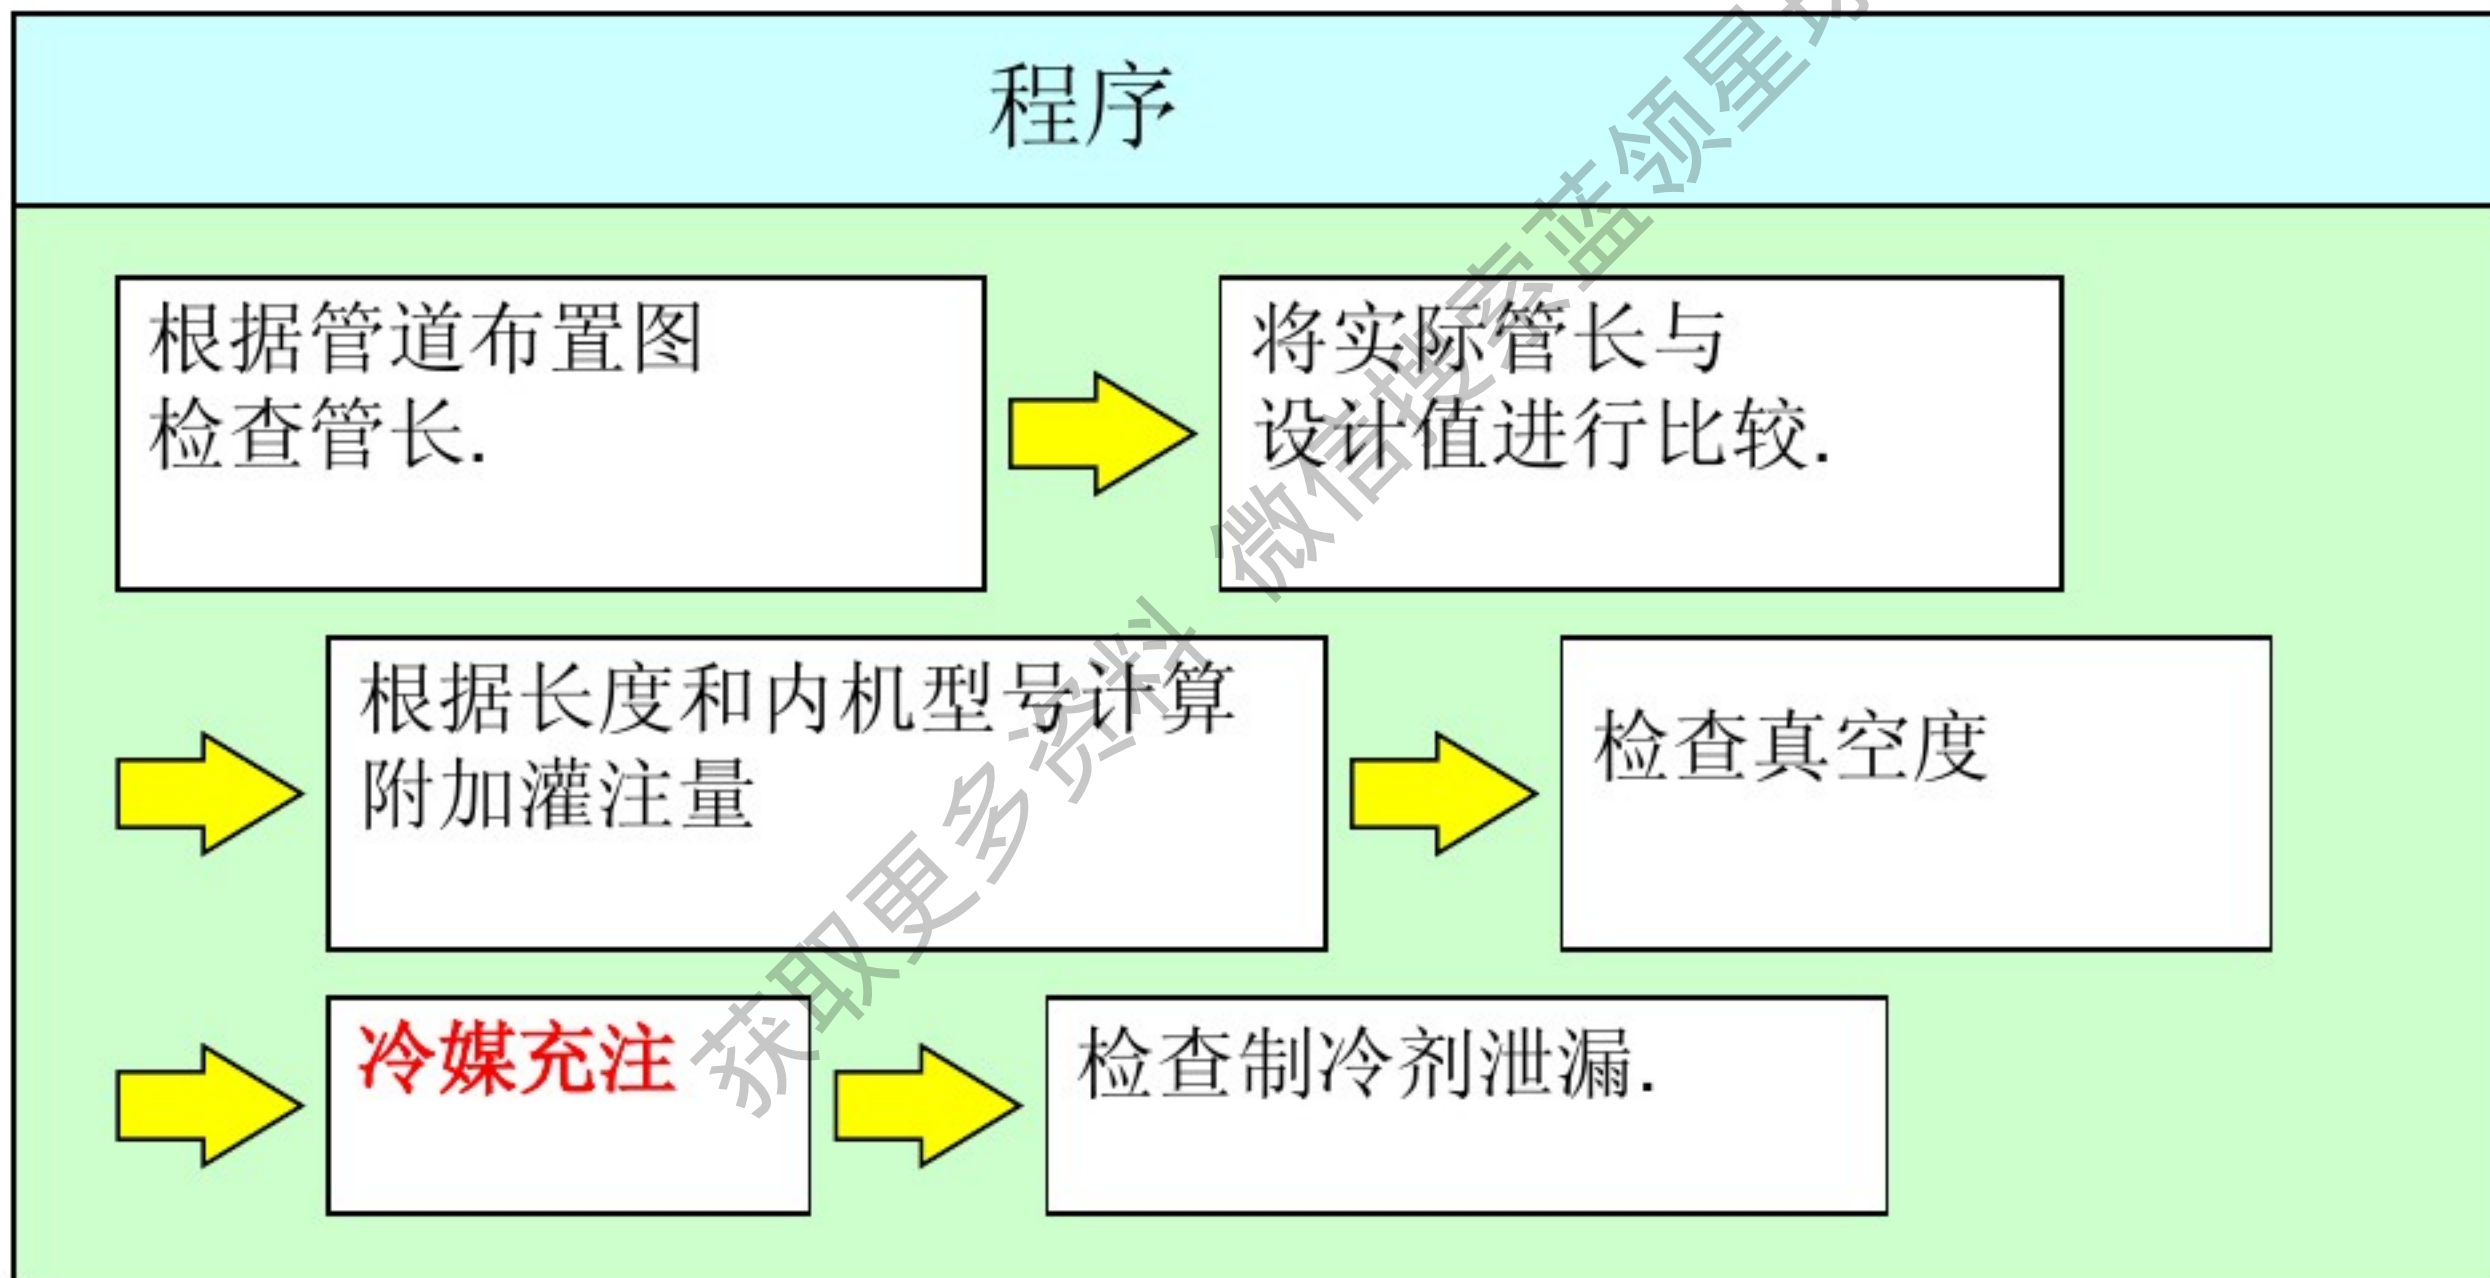 程序
根据管道布置图
检查管长.
将实际管长与
设计值进行比较.
根据长度和内机型号计算
附加灌注量
检查真空度
冷媒充注
检查制冷剂泄漏.
获取更多资料 微信搜索蓝领星球